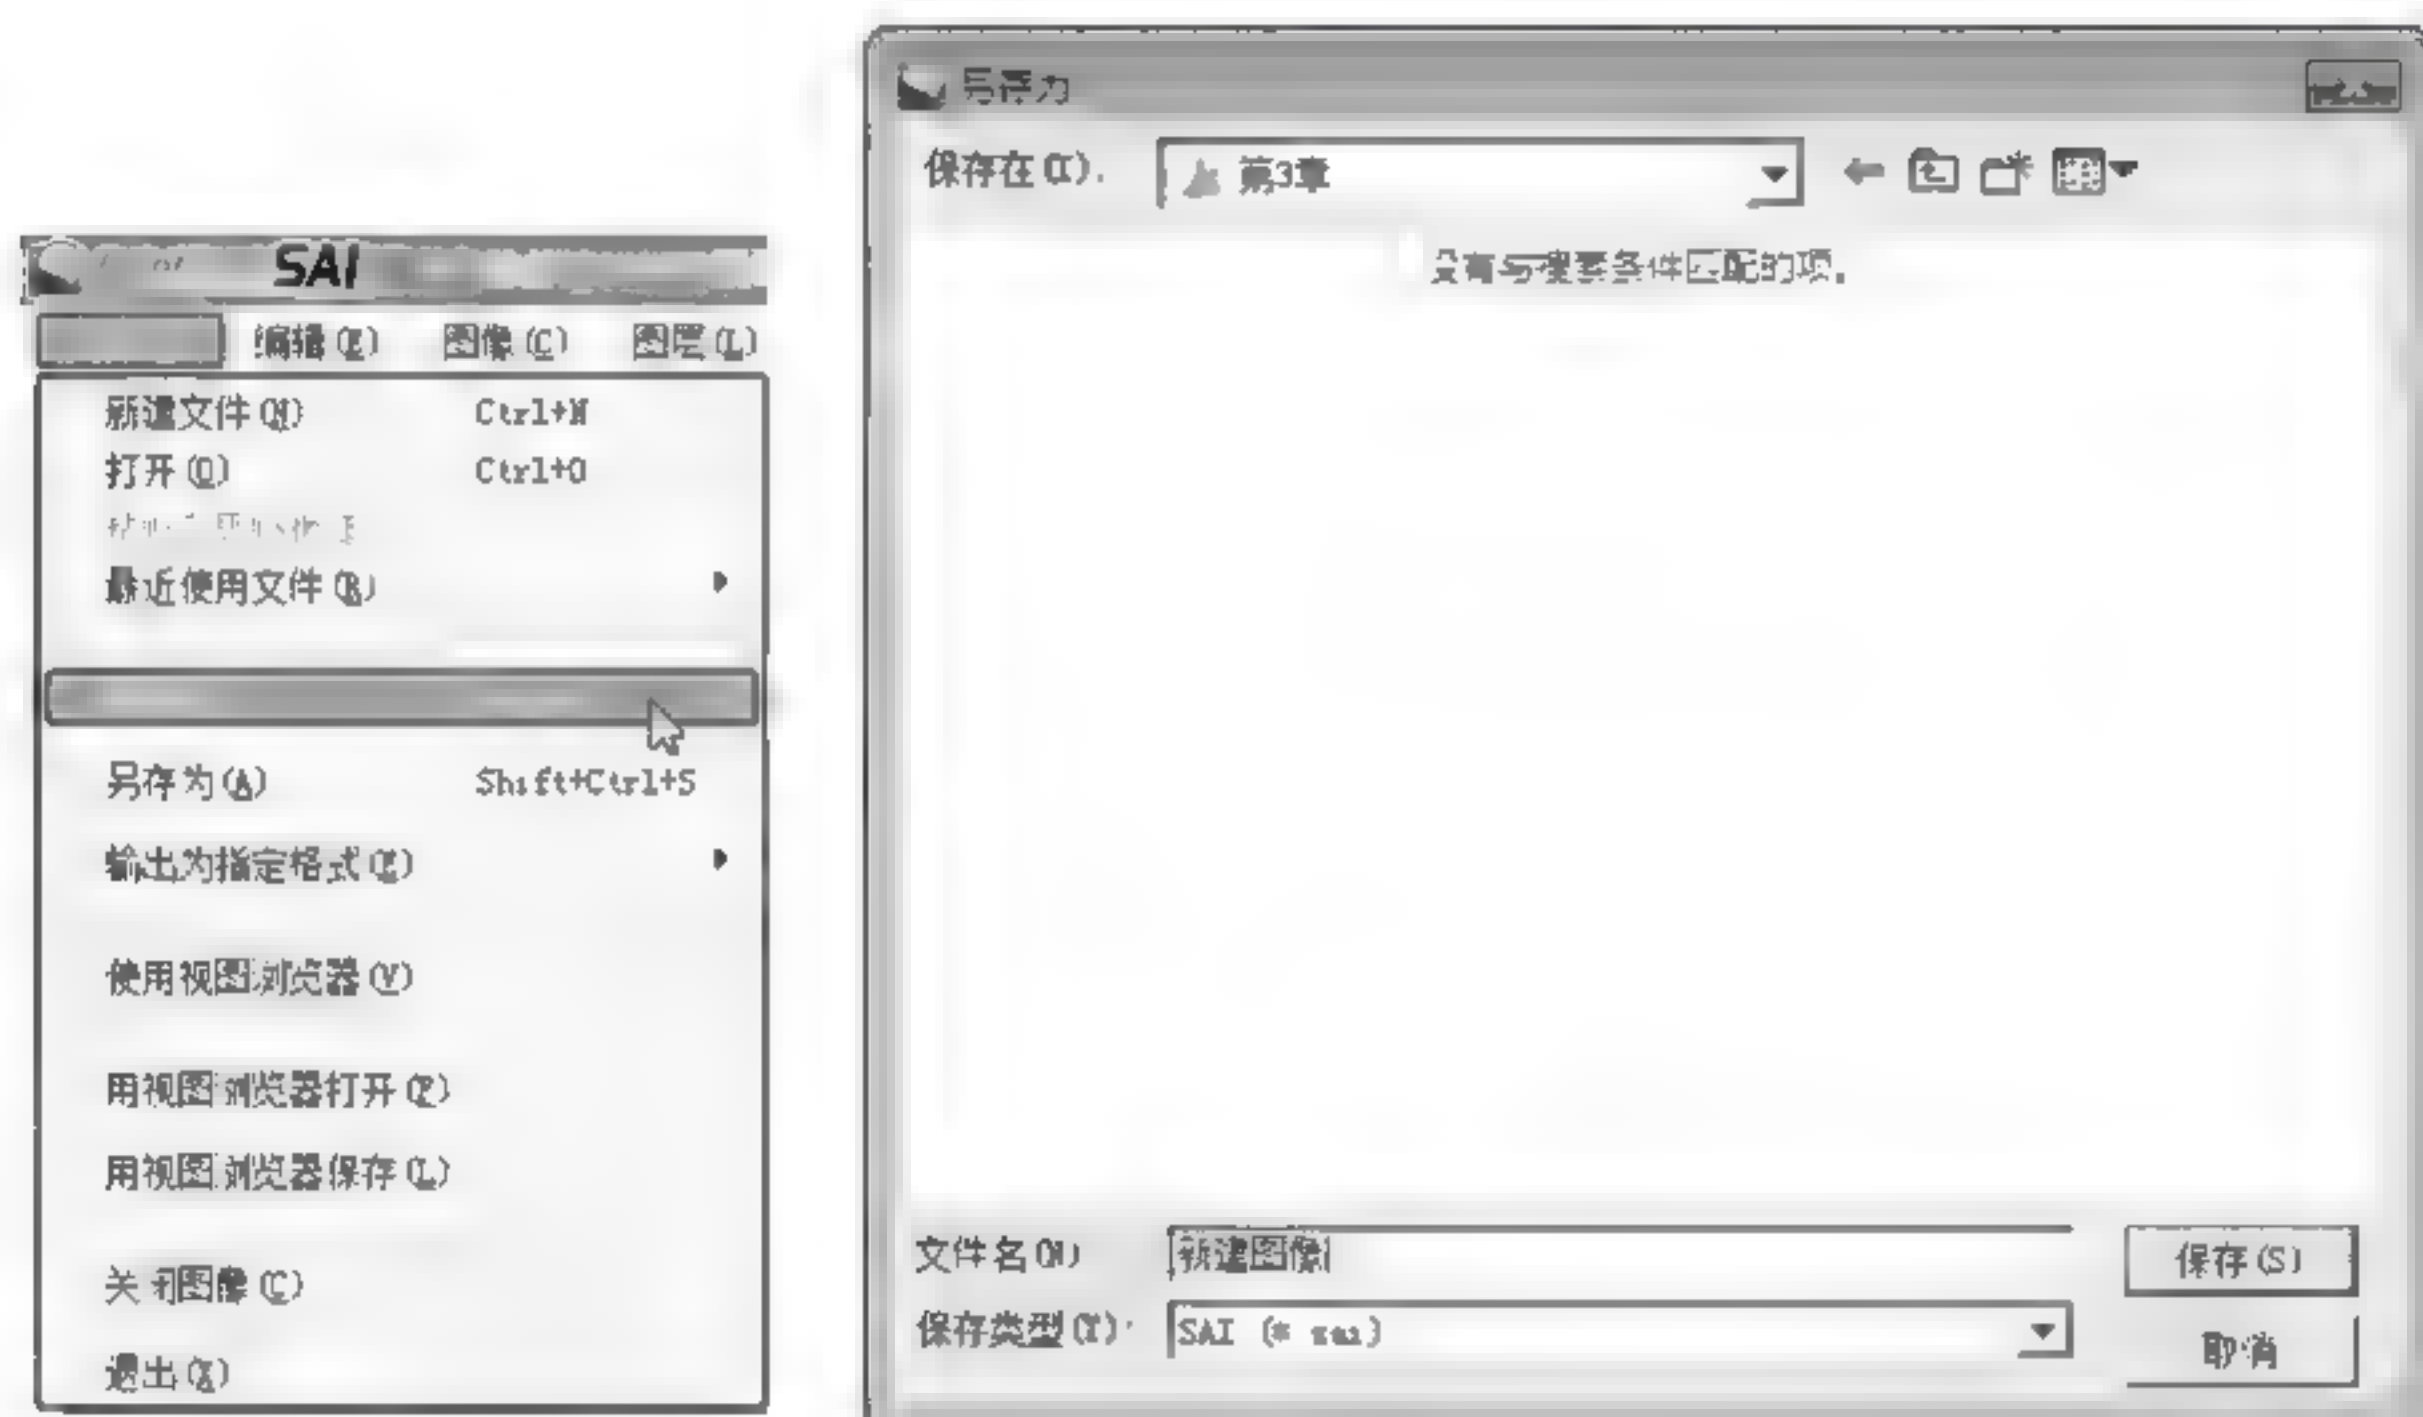 SAI
编辑(E) 图像(C) 图层(L)
新建文件(N) Ctrl+N
打开(O) Ctrl+O
最近使用文件(R)
另存为(A) Shift+Ctrl+S
输出为指定格式(E)
使用视图浏览器(V)
用视图浏览器打开(P)
用视图浏览器保存(L)
关闭图像(C)
退出(X)
另存为
保存在(I): 第3章
没有与搜索条件匹配的项。
文件名(N) 新建图像
保存(S)
保存类型(T): SAI (*.sai)
取消